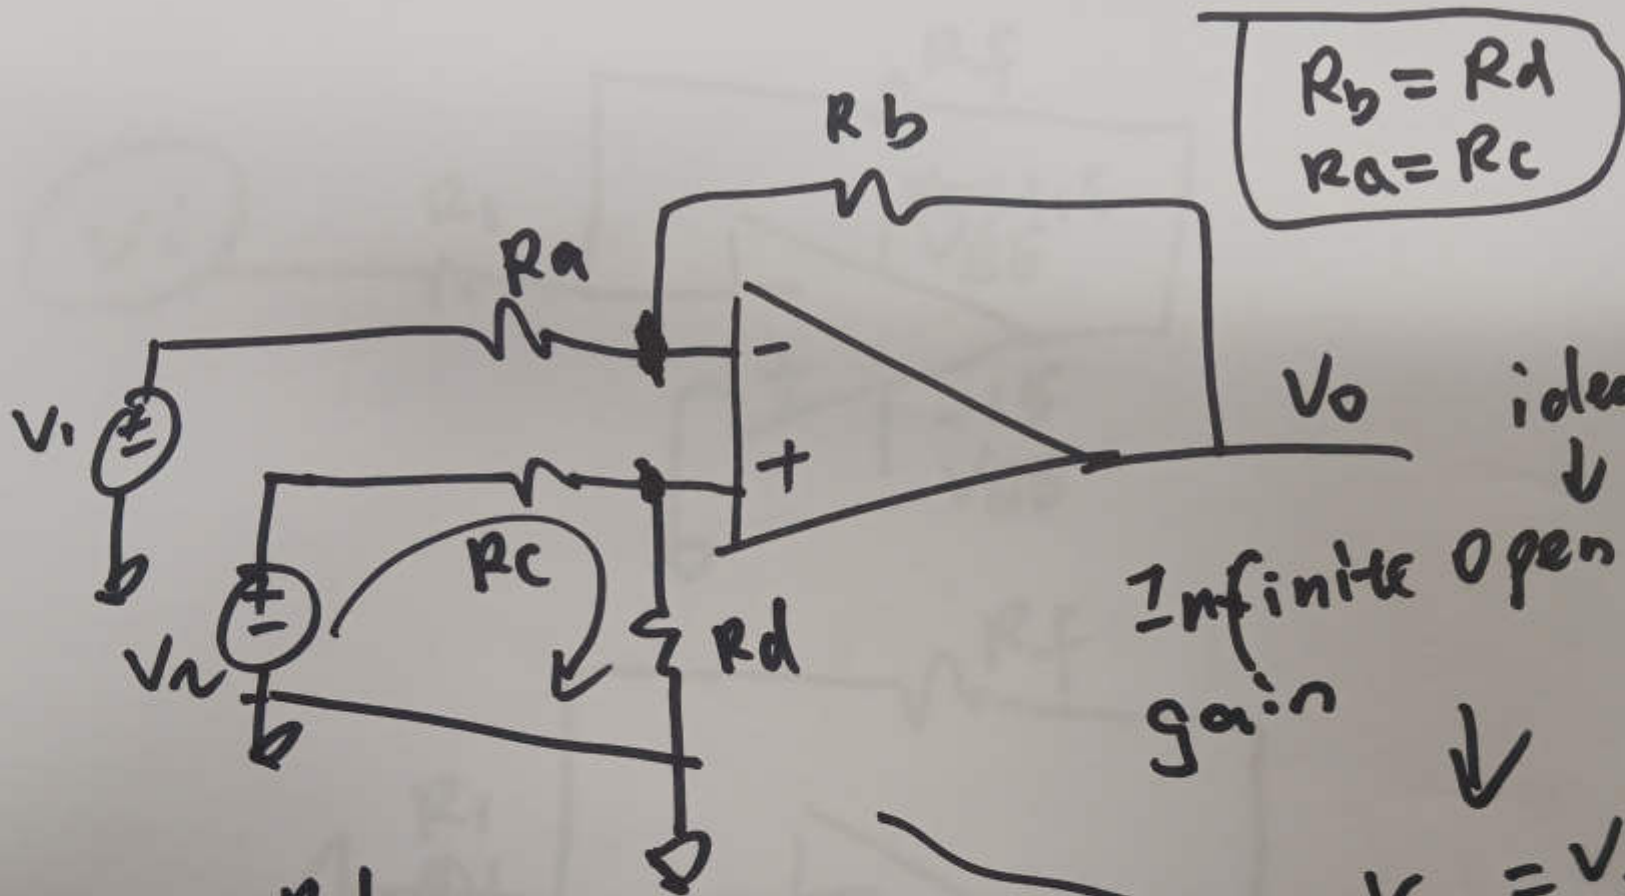 Rb = Rd
Ra = Rc
Rb
Ra
-
V1
+
-
Vo
+
Rc
+
-
Rd
Infinite open
gain
= V